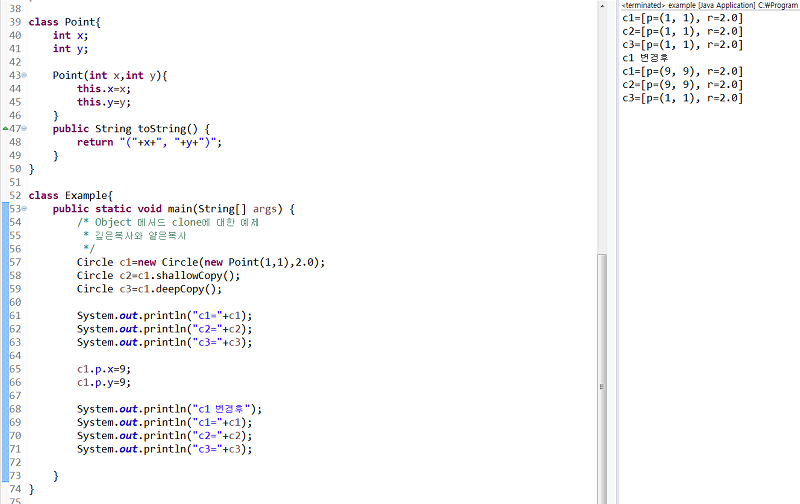 38
39 class Point{
40 int x;
41 int y;
42
43 Point(int x,int y){
44 this.x=x;
45 this.y=y;
46 }
47 public String toString() {
48 return "("+x+", "+y+")";
49 }
50 }
51
52 class Example{
53 public static void main(String[] args) {
54 /* Object 메서드 clone에 대한 예제
55 * 깊은복사와 얕은복사
56 */
57 Circle c1=new Circle(new Point(1,1),2.0);
58 Circle c2=c1.shallowCopy();
59 Circle c3=c1.deepCopy();
60
61 System.out.println("c1="+c1);
62 System.out.println("c2="+c2);
63 System.out.println("c3="+c3);
64
65 c1.p.x=9;
66 c1.p.y=9;
67
68 System.out.println("c1 변경후");
69 System.out.println("c1="+c1);
70 System.out.println("c2="+c2);
71 System.out.println("c3="+c3);
72
73 }
74 }
75
<terminated> example [Java Application] C:₩Program
c1=[p=(1, 1), r=2.0]
c2=[p=(1, 1), r=2.0]
c3=[p=(1, 1), r=2.0]
c1 변경후
c1=[p=(9, 9), r=2.0]
c2=[p=(9, 9), r=2.0]
c3=[p=(1, 1), r=2.0]